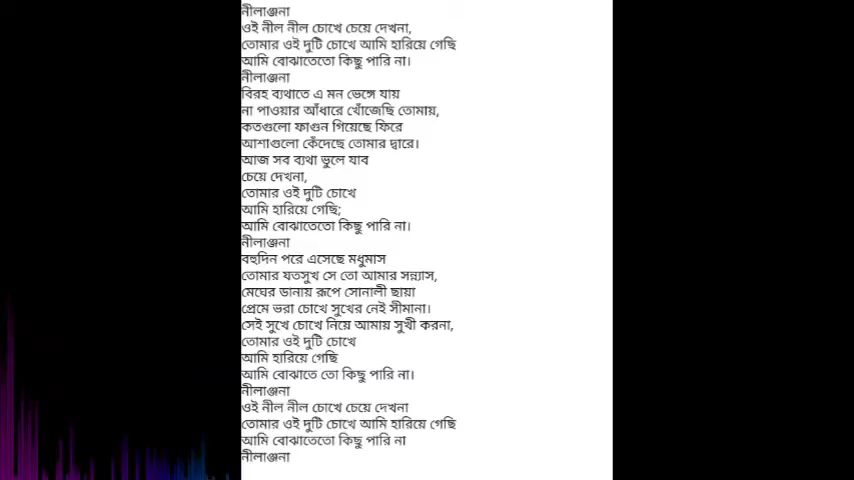 নীলাঞ্জনা
ওই নীল নীল চোখে চেয়ে দেখনা,
তোমার ওই দুটি চোখে আমি হারিয়ে গেছি
আমি বোঝাতেতো কিছু পারি না।
নীলাঞ্জনা
বিরহ ব্যথাতে এ মন ভেঙ্গে যায়
না পাওয়ার আঁধারে খোঁজেছি তোমায়,
কতগুলো ফাগুন গিয়েছে ফিরে
আশাগুলো কেঁদেছে তোমার দ্বারে।
আজ সব ব্যথা ভুলে যাব
চেয়ে দেখনা,
তোমার ওই দুটি চোখে
আমি হারিয়ে গেছি;
আমি বোঝাতেতো কিছু পারি না।
নীলাঞ্জনা
বহুদিন পরে এসেছে মধুমাস
তোমার যতসুখ সে তো আমার সন্ন্যাস,
মেঘের ডানায় রূপে সোনালী ছায়া
প্রেমে ভরা চোখে সুখের নেই সীমানা।
সেই সুখে চোখে নিয়ে আমায় সুখী করনা,
তোমার ওই দুটি চোখে
আমি হারিয়ে গেছি
আমি বোঝাতে তো কিছু পারি না।
নীলাঞ্জনা
ওই নীল নীল চোখে চেয়ে দেখনা
তোমার ওই দুটি চোখে আমি হারিয়ে গেছি
আমি বোঝাতেতো কিছু পারি না
নীলাঞ্জনা